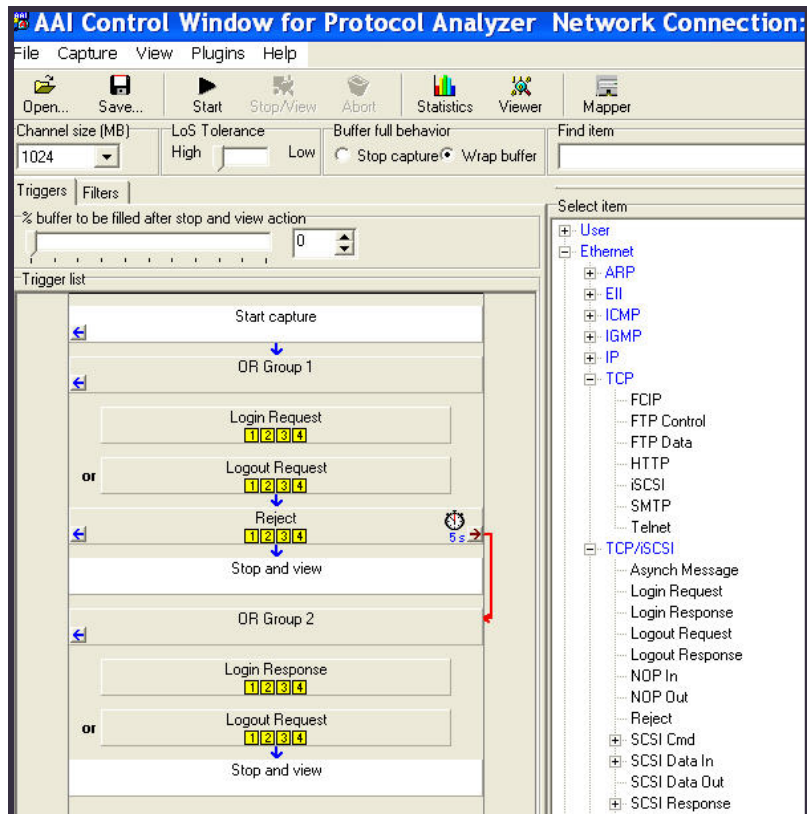 AAI Control Window for Protocol Analyzer Network Connection:
File Capture View Plugins Help
Open... Save... Start Stop/View Abort Statistics Viewer Mapper
Channel size (MB) LoS Tolerance Buffer full behavior Find item
1024 High Low Stop capture Wrap buffer
Triggers Filters
% buffer to be filled after stop and view action
0
Trigger list
Start capture
OR Group 1
Login Request
1 2 3 4
or
Logout Request
1 2 3 4
Reject
1 2 3 4
5 s
Stop and view
OR Group 2
Login Response
1 2 3 4
or
Logout Request
1 2 3 4
Stop and view
Select item
User
Ethernet
ARP
EII
ICMP
IGMP
IP
TCP
FCIP
FTP Control
FTP Data
HTTP
iSCSI
SMTP
Telnet
TCP/iSCSI
Asynch Message
Login Request
Login Response
Logout Request
Logout Response
NOP In
NOP Out
Reject
SCSI Cmd
SCSI Data In
SCSI Data Out
SCSI Response